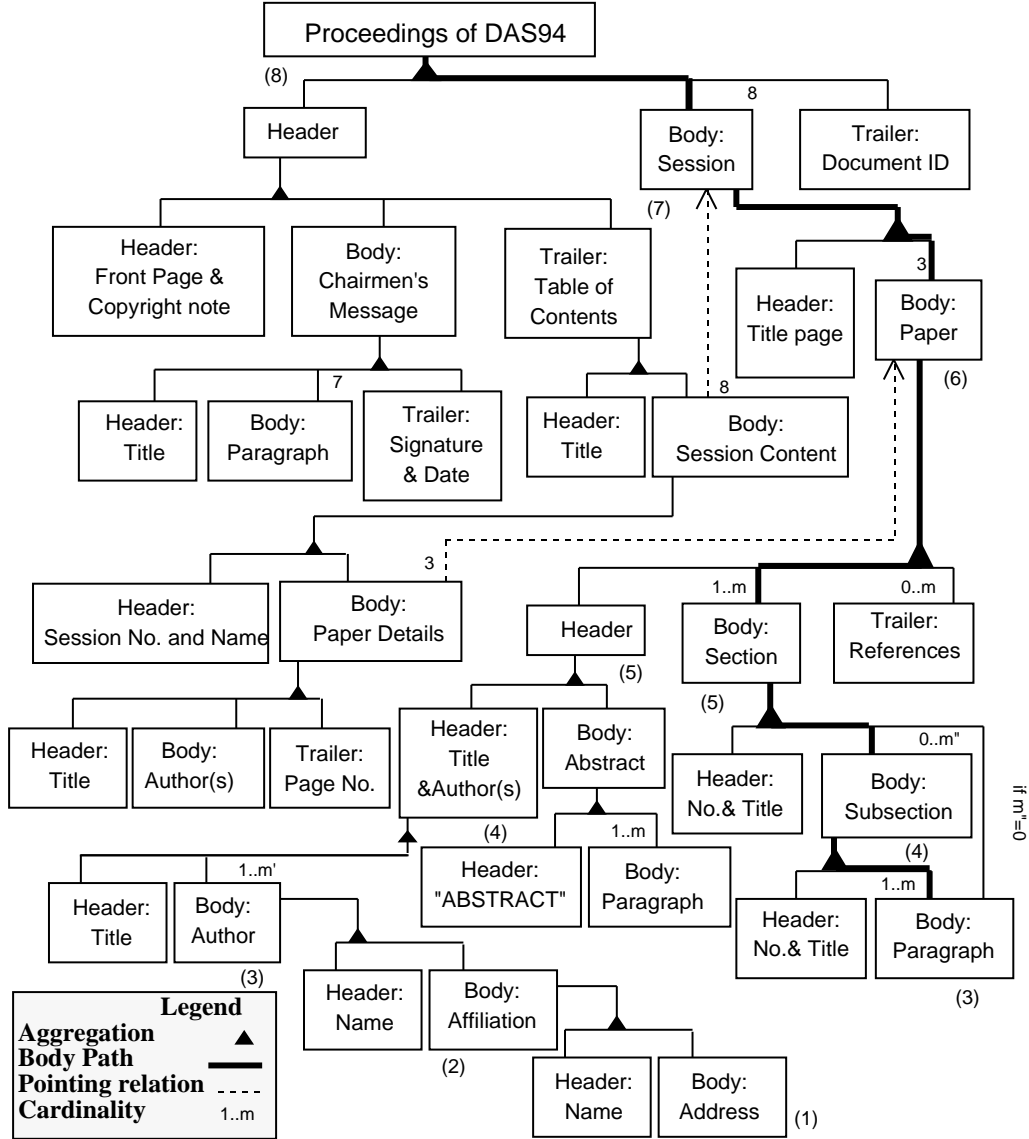 Proceedings of DAS94
(8)
8
Header
Body:
Session
Trailer:
Document ID
(7)
Header:
Front Page &
Copyright note
Body:
Chairmen's
Message
Trailer:
Table of
Contents
3
Header:
Title page
Body:
Paper
(6)
7
8
Header:
Title
Body:
Paragraph
Trailer:
Signature
& Date
Header:
Title
Body:
Session Content
3
Header:
Session No. and Name
Body:
Paper Details
1..m
0..m
Header
(5)
Body:
Section
(5)
Trailer:
References
Header:
Title
Body:
Author(s)
Trailer:
Page No.
Header:
Title
&Author(s)
(4)
Body:
Abstract
0..m"
Header:
No.& Title
Body:
Subsection
(4)
if m"=0
1..m
Header:
"ABSTRACT"
Body:
Paragraph
1..m
Header:
No.& Title
Body:
Paragraph
(3)
1..m'
Header:
Title
Body:
Author
(3)
Header:
Name
Body:
Affiliation
(2)
Header:
Name
Body:
Address
(1)
Legend
Aggregation
Body Path
Pointing relation
Cardinality
1..m